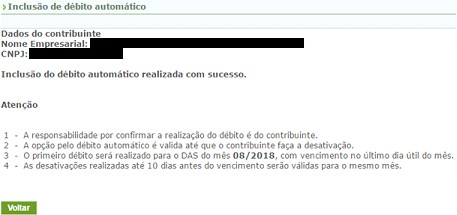 Inclusão de débito automático
Dados do contribuinte
Nome Empresarial:
CNPJ:
Inclusão do débito automático realizada com sucesso.
Atenção
1 - A responsabilidade por confirmar a realização do débito é do contribuinte.
2 - A opção pelo débito automático é valida até que o contribuinte faça a desativação.
3 - O primeiro débito será realizado para o DAS do mês 08/2018, com vencimento no último dia útil do mês.
4 - As desativações realizadas até 10 dias antes do vencimento serão válidas para o mesmo mês.
Voltar